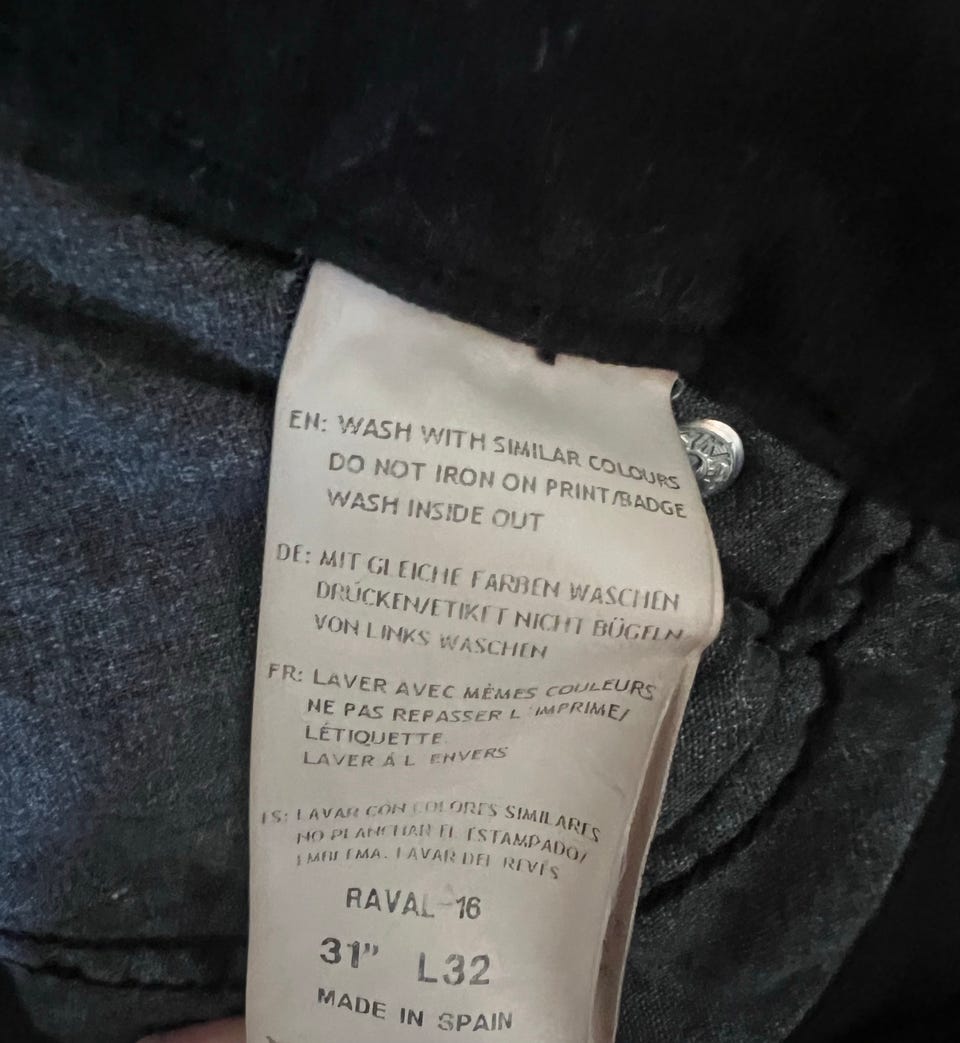 EN: WASH WITH SIMILAR COLOURS
DO NOT IRON ON PRINT/BADGE
WASH INSIDE OUT
DE: MIT GLEICHE FARBEN WASCHEN
DRÜCKEN/ETIKET NICHT BÜGELN
VON LINKS WASCHEN
FR: LAVER AVEC MÊMES COULEURS
NE PAS REPASSER L'IMPRIME/
LÉTIQUETTE
LAVER Á L ENVERS
ES: LAVAR CON COLORES SIMILARES
NO PLANCHAR EL ESTAMPADO/
EMBLEMA. LAVAR DEL REVÉS
RAVAL-16
31" L32
MADE IN SPAIN